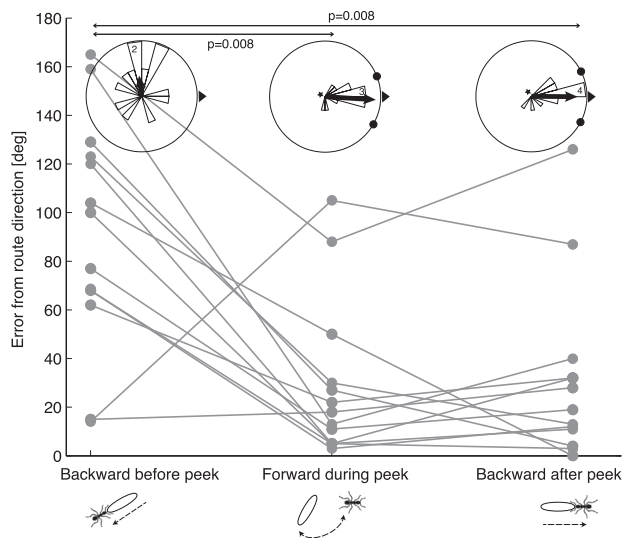 p=0.008
p=0.008
2
3
4
180
160
140
120
100
80
60
40
20
0
Error from route direction [deg]
Backward before peek
Forward during peek
Backward after peek